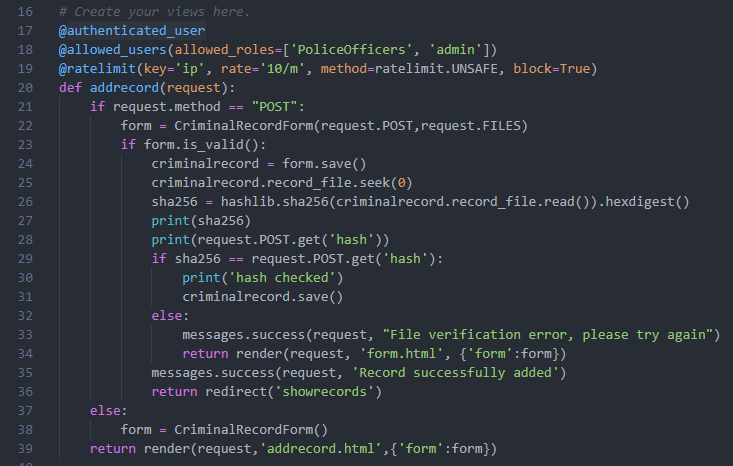 16 # Create your views here.
17 @authenticated_user
18 @allowed_users(allowed_roles=['PoliceOfficers', 'admin'])
19 @ratelimit(key='ip', rate='10/m', method=ratelimit.UNSAFE, block=True)
20 def addrecord(request):
21     if request.method == "POST":
22         form = CriminalRecordForm(request.POST,request.FILES)
23         if form.is_valid():
24             criminalrecord = form.save()
25             criminalrecord.record_file.seek(0)
26             sha256 = hashlib.sha256(criminalrecord.record_file.read()).hexdigest()
27             print(sha256)
28             print(request.POST.get('hash'))
29             if sha256 == request.POST.get('hash'):
30                 print('hash checked')
31                 criminalrecord.save()
32             else:
33                 messages.success(request, "File verification error, please try again")
34                 return render(request, 'form.html', {'form':form})
35             messages.success(request, 'Record successfully added')
36             return redirect('showrecords')
37     else:
38         form = CriminalRecordForm()
39     return render(request,'addrecord.html',{'form':form})